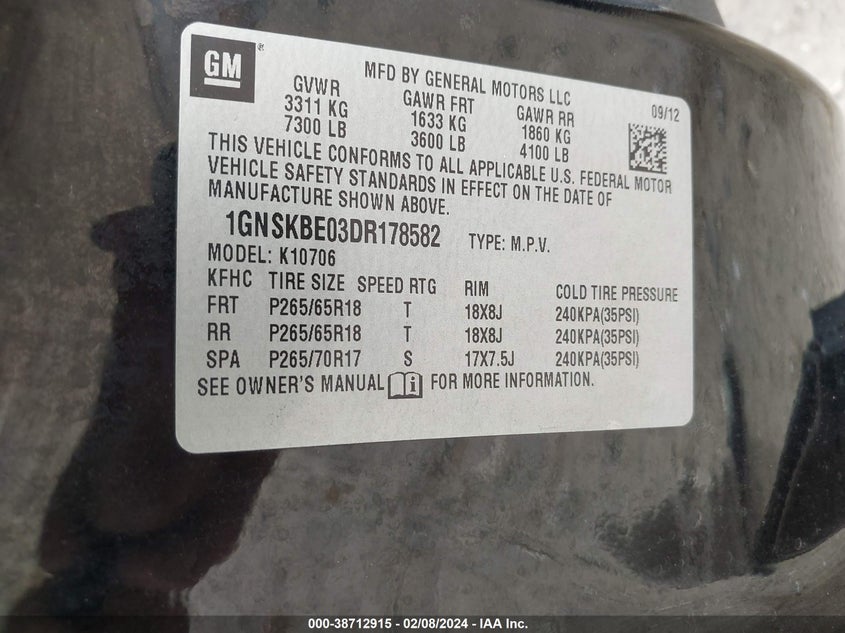 GM ®
MFD BY GENERAL MOTORS LLC
GVWR GAWR FRT GAWR RR 09/12
3311 KG 1633 KG 1860 KG
7300 LB 3600 LB 4100 LB
THIS VEHICLE CONFORMS TO ALL APPLICABLE U.S. FEDERAL MOTOR
VEHICLE SAFETY STANDARDS IN EFFECT ON THE DATE OF
MANUFACTURE SHOWN ABOVE.
1GNSKBE03DR178582 TYPE: M.P.V.
MODEL: K10706
KFHC TIRE SIZE SPEED RTG RIM COLD TIRE PRESSURE
FRT P265/65R18 T 18X8J 240KPA(35PSI)
RR P265/65R18 T 18X8J 240KPA(35PSI)
SPA P265/70R17 S 17X7.5J 240KPA(35PSI)
SEE OWNER'S MANUAL i FOR MORE INFORMATION.
000-38712915 - 02/08/2024 - IAA Inc.